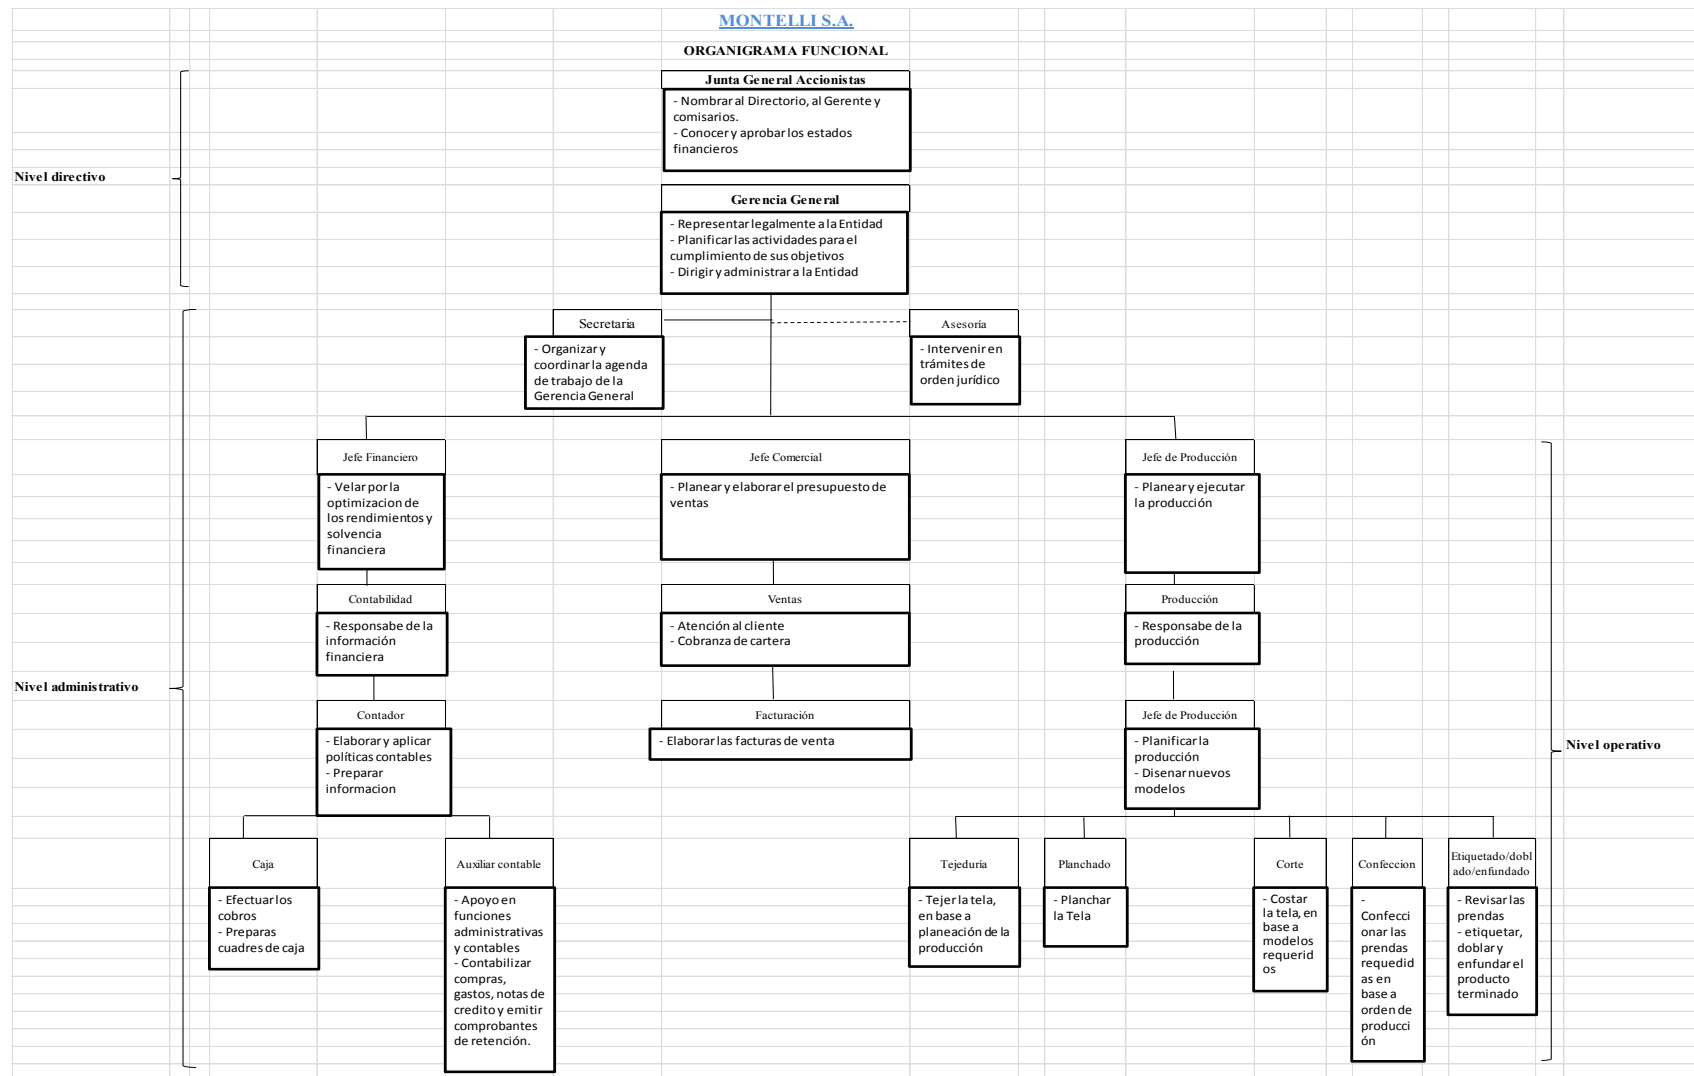 MONTELLI S.A.
ORGANIGRAMA FUNCIONAL
Junta General Accionistas
- Nombrar al Directorio, al Gerente y
comisarios.
- Conocer y aprobar los estados
financieros
Nivel directivo
Gerencia General
- Representar legalmente a la Entidad
- Planificar las actividades para el
cumplimiento de sus objetivos
- Dirigir y administrar a la Entidad
Secretaria
- Organizar y
coordinar la agenda
de trabajo de la
Gerencia General
Asesoría
- Intervenir en
trámites de
orden jurídico
Jefe Financiero
- Velar por la
optimizacion de
los rendimientos y
solvencia
financiera
Jefe Comercial
- Planear y elaborar el presupuesto de
ventas
Jefe de Producción
- Planear y ejecutar
la producción
Contabilidad
- Responsabe de la
información
financiera
Ventas
- Atención al cliente
- Cobranza de cartera
Producción
- Responsabe de la
producción
Nivel administrativo
Contador
- Elaborar y aplicar
políticas contables
- Preparar
informacion
Facturación
- Elaborar las facturas de venta
Jefe de Producción
- Planificar la
producción
- Disenar nuevos
modelos
Nivel operativo
Caja
- Efectuar los
cobros
- Preparas
cuadres de caja
Auxiliar contable
- Apoyo en
funciones
administrativas
y contables
- Contabilizar
compras,
gastos, notas de
credito y emitir
comprobantes
de retención.
Tejeduría
- Tejer la tela,
en base a
planeación de la
producción
Planchado
- Planchar
la Tela
Corte
- Costar
la tela, en
base a
modelos
requerid
os
Confeccion
-
Confecci
onar las
prendas
requedid
as en
base a
orden de
producci
ón
Etiquetado/dobl
ado/enfundado
- Revisar las
prendas
- etiquetar,
doblar y
enfundar el
producto
terminado